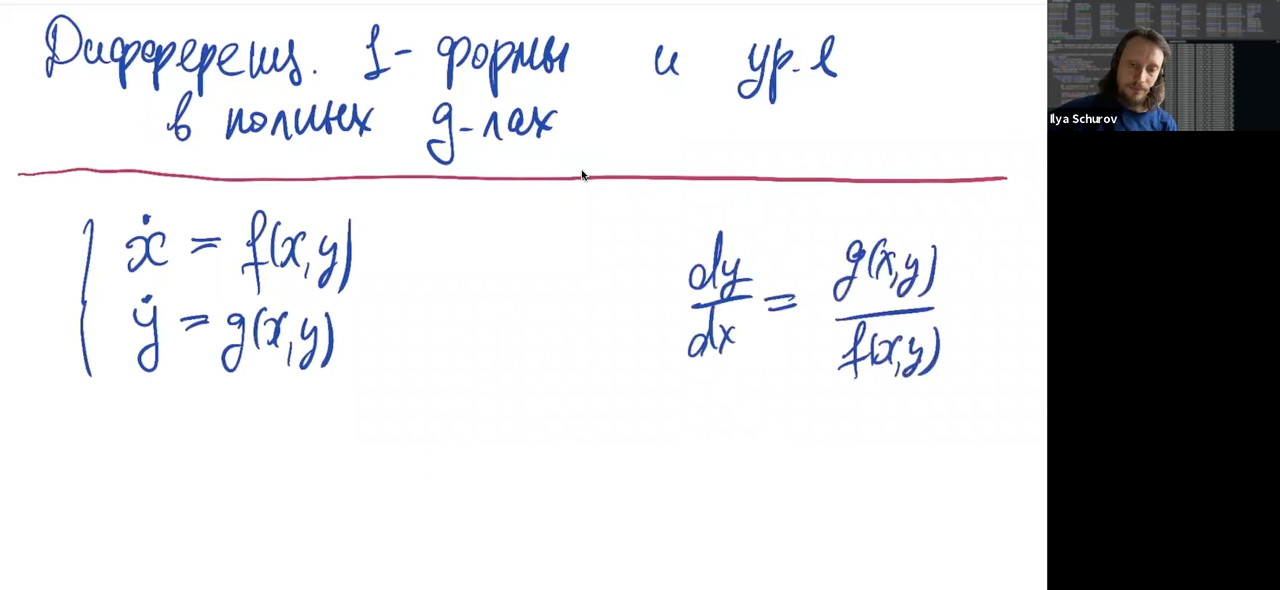 Дифференц. 1-формы и ур-я
в полных д-лах
ẋ = f(x,y)
ẏ = g(x,y)
dy/dx = g(x,y)/f(x,y)
Ilya Schurov